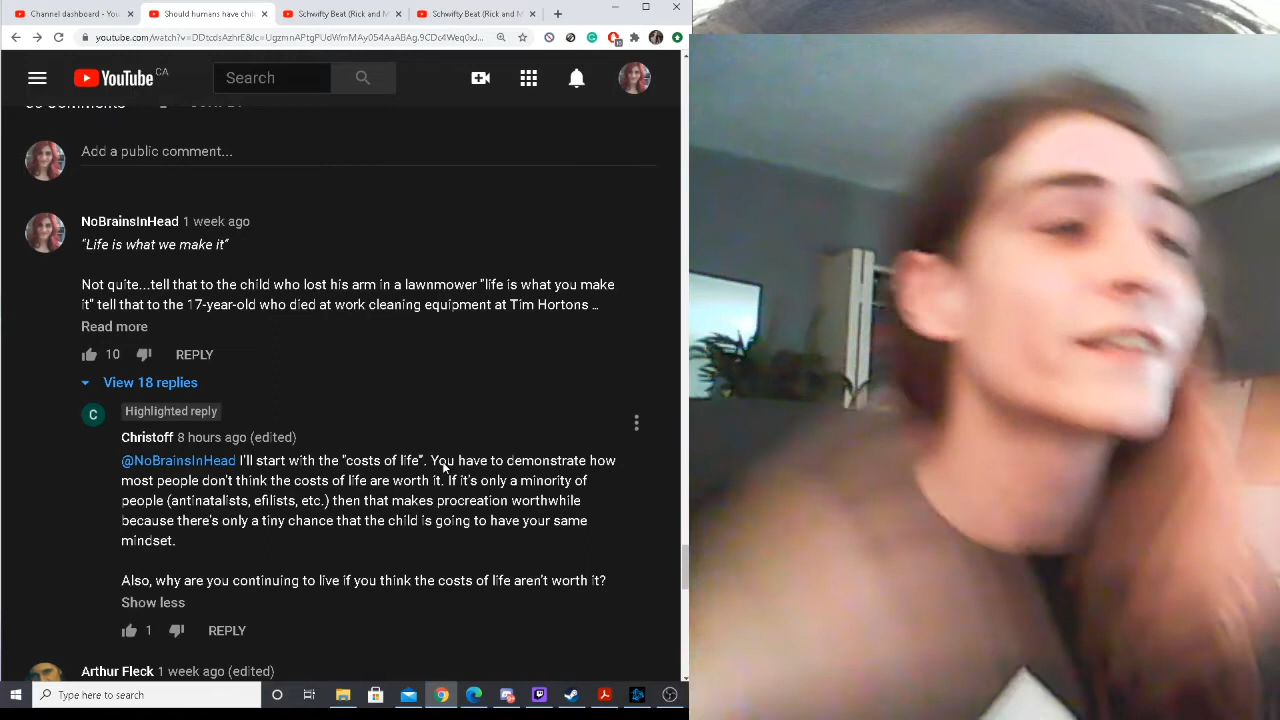 Channel dashboard - You
Should humans have chil
Schwifty Beat (Rick and M
Schwifty Beat (Rick and M
youtube.com/watch?v=DDtcdsAzhrE&lc=UgzmnAPtgPUdWmMAy054AaABAg.9CDc4Weq0xJ...
YouTube CA
Search
Add a public comment...
NoBrainsInHead 1 week ago
"Life is what we make it"
Not quite...tell that to the child who lost his arm in a lawnmower "life is what you make
it" tell that to the 17-year-old who died at work cleaning equipment at Tim Hortons ...
Read more
10 REPLY
View 18 replies
C
Highlighted reply
Christoff 8 hours ago (edited)
@NoBrainsInHead I'll start with the "costs of life". You have to demonstrate how
most people don't think the costs of life are worth it. If it's only a minority of
people (antinatalists, efilists, etc.) then that makes procreation worthwhile
because there's only a tiny chance that the child is going to have your same
mindset.
Also, why are you continuing to live if you think the costs of life aren't worth it?
Show less
1 REPLY
Arthur Fleck 1 week ago (edited)
Type here to search